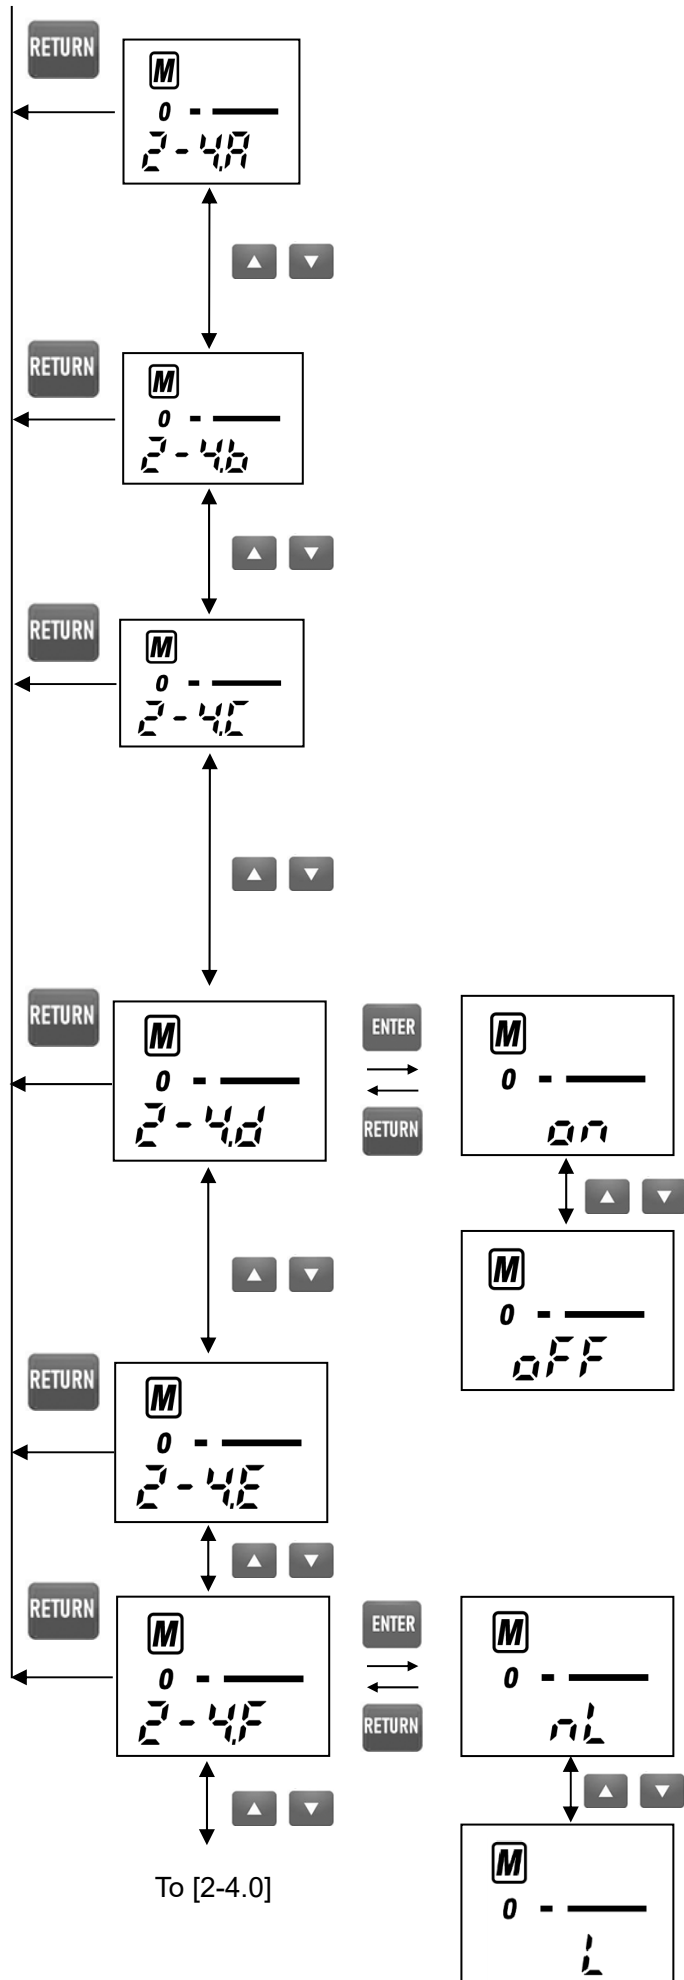 RETURN
M
0
2-4.A
RETURN
M
0
2-4.b
RETURN
M
0
2-4.C
RETURN
M
0
2-4.d
ENTER
RETURN
M
0
on
M
0
oFF
RETURN
M
0
2-4.E
RETURN
M
0
2-4.F
ENTER
RETURN
M
0
nL
To [2-4.0]
M
0
L